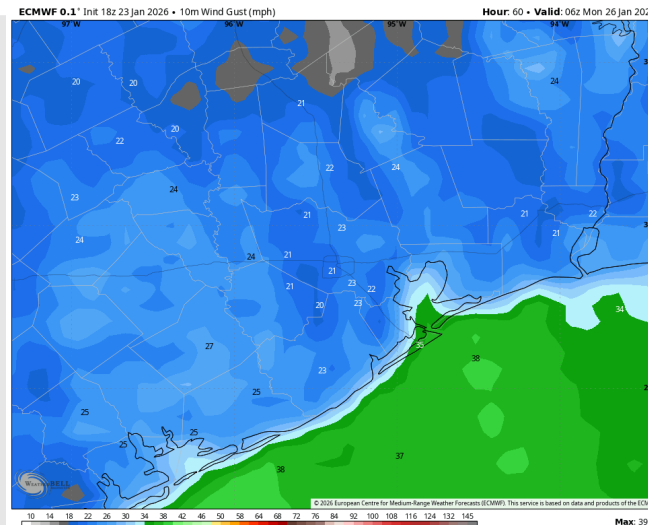 ECMWF 0.1° Init 18z 23 Jan 2026 • 10m Wind Gust (mph)
Hour: 60 • Valid: 06z Mon 26 Jan 202
97°W 96°W 95°W 94°W
20 20 24
21
20
22
22 24
23 24
21 21 22
23 21
24
24 21
21
21 23 22
20 23
34
35
27 38
23
25
25
25 25
37
38
WeatherBELL
© 2026 European Centre for Medium-Range Weather Forecasts (ECMWF). This service is based on data and products of the ECM
10 14 18 22 26 30 34 38 42 46 50 58 64 68 72 76 84 92 100 108 116 124 132 145
Max: 39